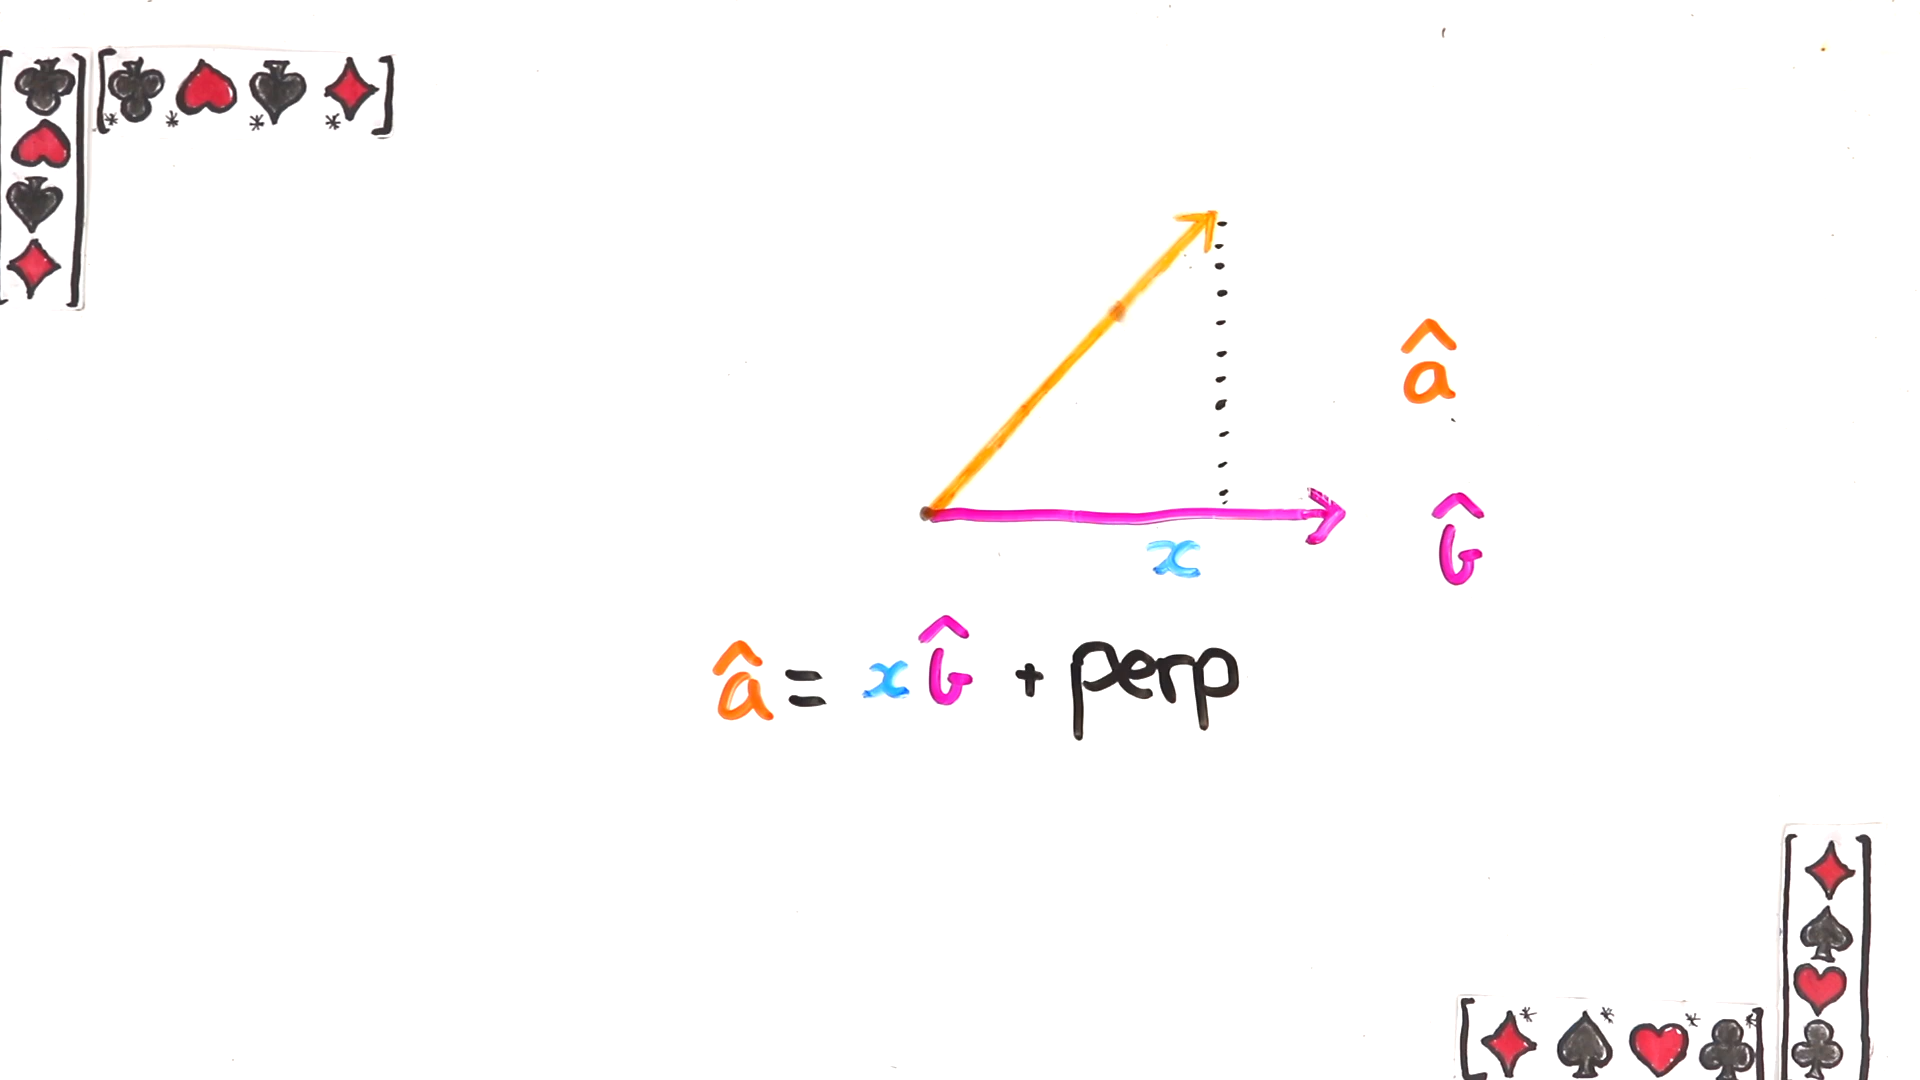 [♣* ♥* ♠* ♦*]
â
b̂
x
â = x b̂ + perp
[♦* ♠* ♥* ♣*]